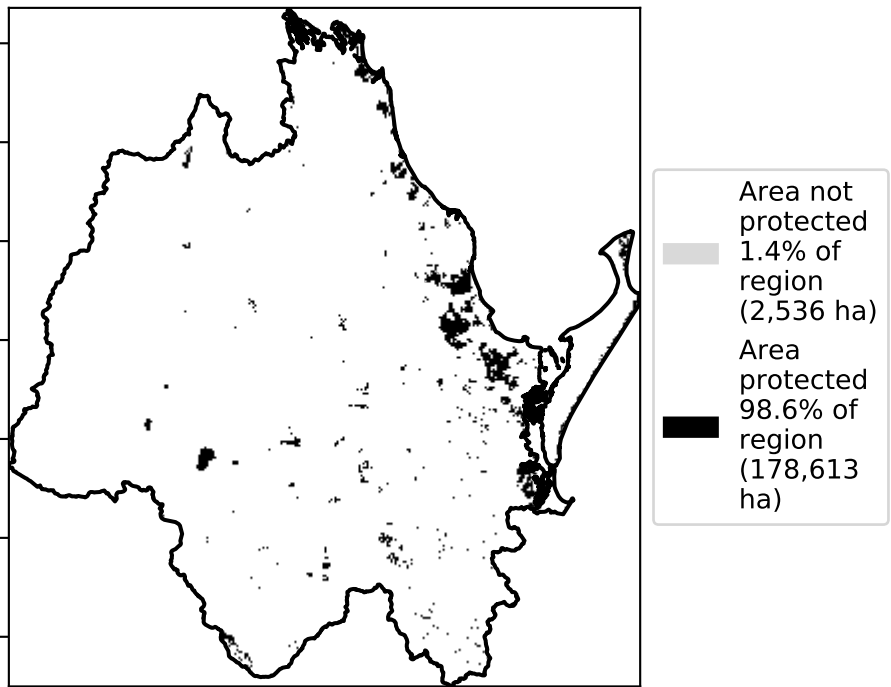 Area not
protected
1.4% of
region
(2,536 ha)
Area
protected
98.6% of
region
(178,613
ha)